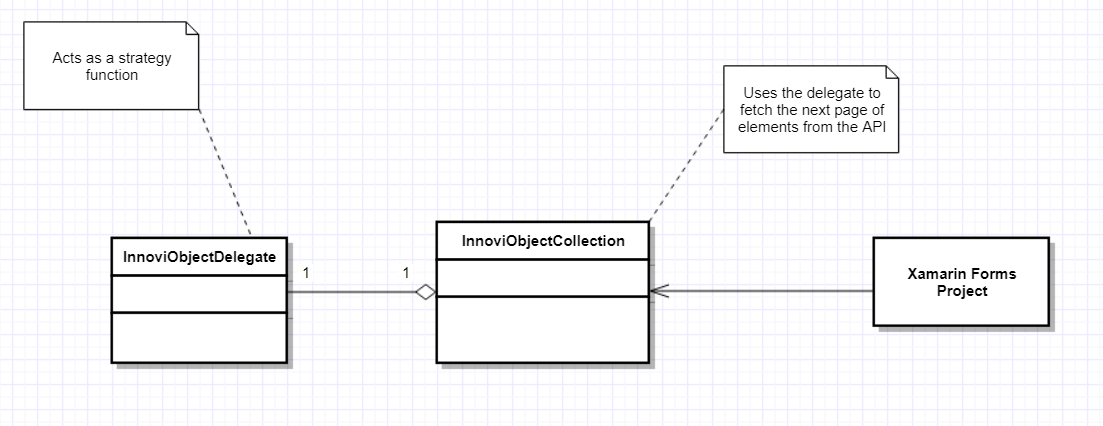 Acts as a strategy
function
Uses the delegate to
fetch the next page of
elements from the API
InnoviObjectDelegate
1
1
InnoviObjectCollection
Xamarin Forms
Project